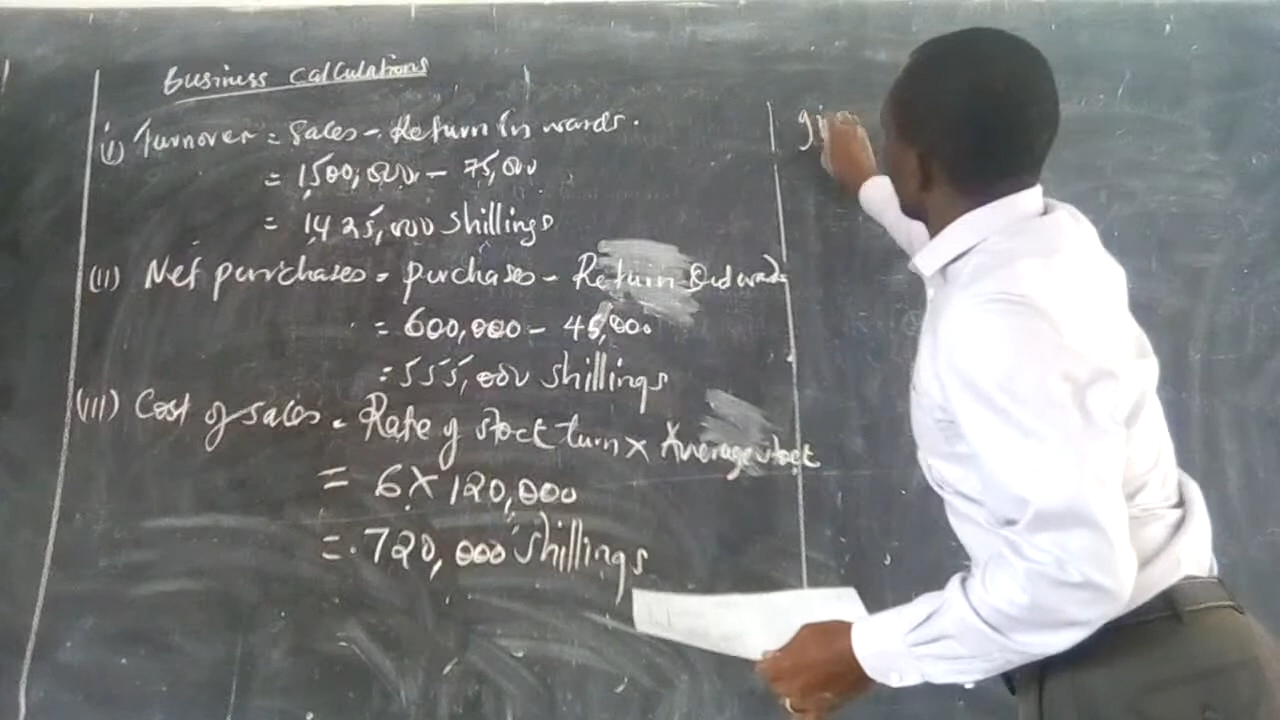 Business Calculations
(i) Turnover = Sales - Return In wards.
= 1,500,000 - 75,000
= 1,425,000 shillings
(ii) Net purchases = purchases - Return Outwards
= 600,000 - 45,000
= 555,000 shillings
(iii) Cost of sales = Rate of stock turn x Average stock
= 6 x 120,000
= 720,000 shillings